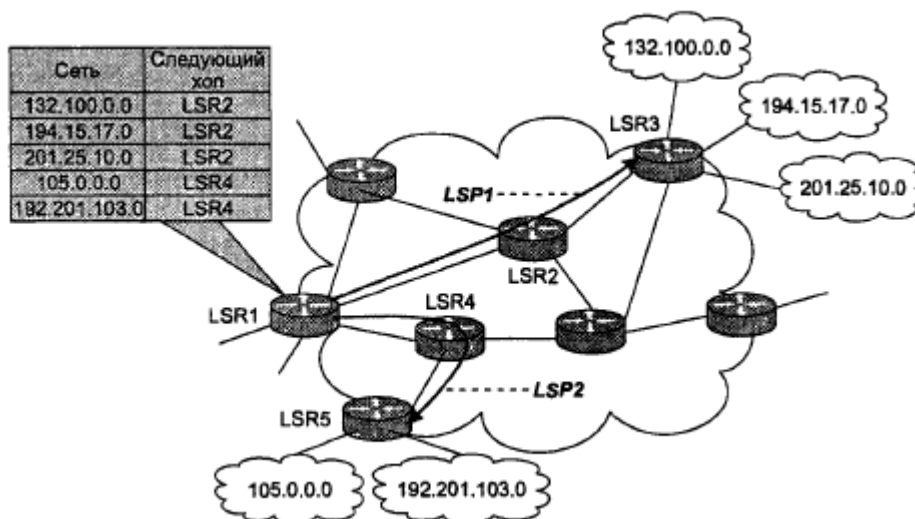 132.100.0.0
Сеть Следующий хоп
132.100.0.0 LSR2
194.15.17.0 LSR2
201.25.10.0 LSR2
105.0.0.0 LSR4
192.201.103.0 LSR4
LSR3
194.15.17.0
201.25.10.0
LSP1
LSR2
LSR1
LSR4
LSP2
LSR5
105.0.0.0
192.201.103.0